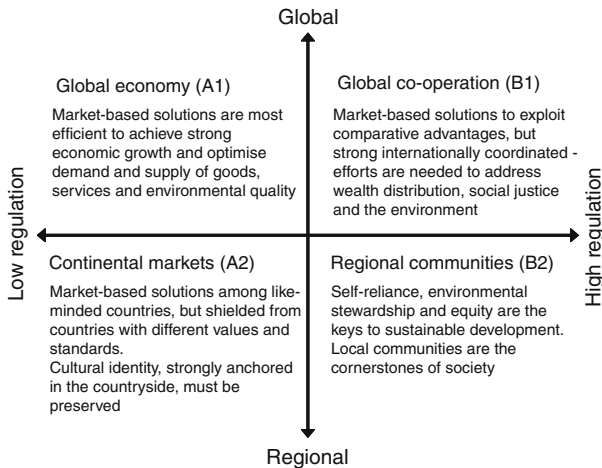 Global
Global economy (A1)
Market-based solutions are most
efficient to achieve strong
economic growth and optimise
demand and supply of goods,
services and environmental quality
Global co-operation (B1)
Market-based solutions to exploit
comparative advantages, but
strong internationally coordinated -
efforts are needed to address
wealth distribution, social justice
and the environment
Low regulation
High regulation
Continental markets (A2)
Market-based solutions among like-
minded countries, but shielded from
countries with different values and
standards.
Cultural identity, strongly anchored
in the countryside, must be
preserved
Regional communities (B2)
Self-reliance, environmental
stewardship and equity are the
keys to sustainable development.
Local communities are the
cornerstones of society
Regional